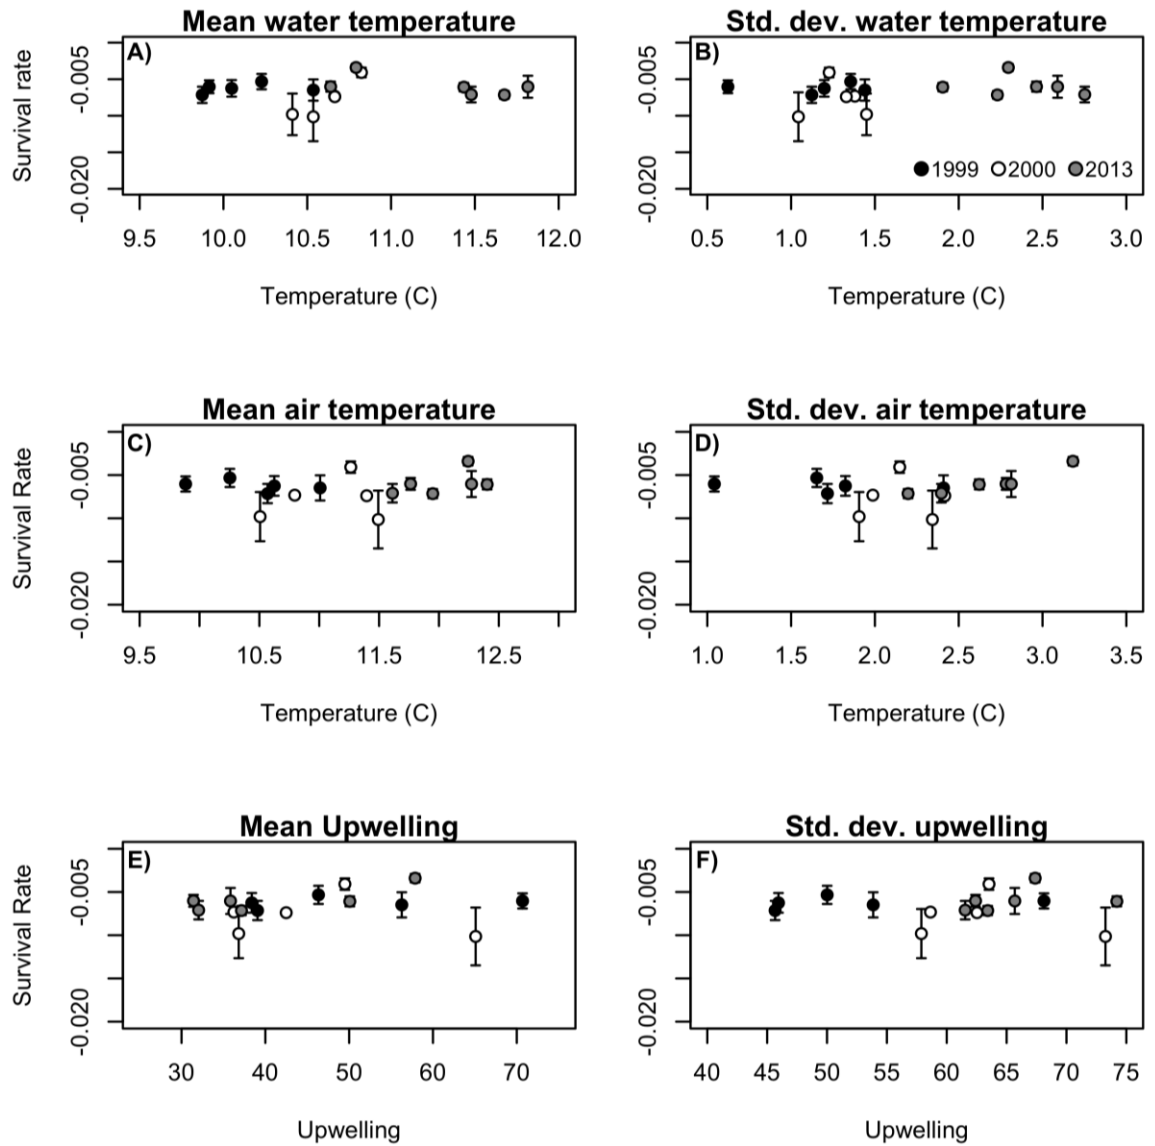 Mean water temperature
Std. dev. water temperature
A)
B)
Survival rate
-0.005
-0.020
-0.005
-0.020
1999 2000 2013
9.5 10.0 10.5 11.0 11.5 12.0
0.5 1.0 1.5 2.0 2.5 3.0
Temperature (C)
Temperature (C)
Mean air temperature
Std. dev. air temperature
C)
D)
Survival Rate
-0.005
-0.020
-0.005
-0.020
9.5 10.5 11.5 12.5
1.0 1.5 2.0 2.5 3.0 3.5
Temperature (C)
Temperature (C)
Mean Upwelling
Std. dev. upwelling
E)
F)
Survival Rate
-0.005
-0.020
-0.005
-0.020
30 40 50 60 70
40 45 50 55 60 65 70 75
Upwelling
Upwelling